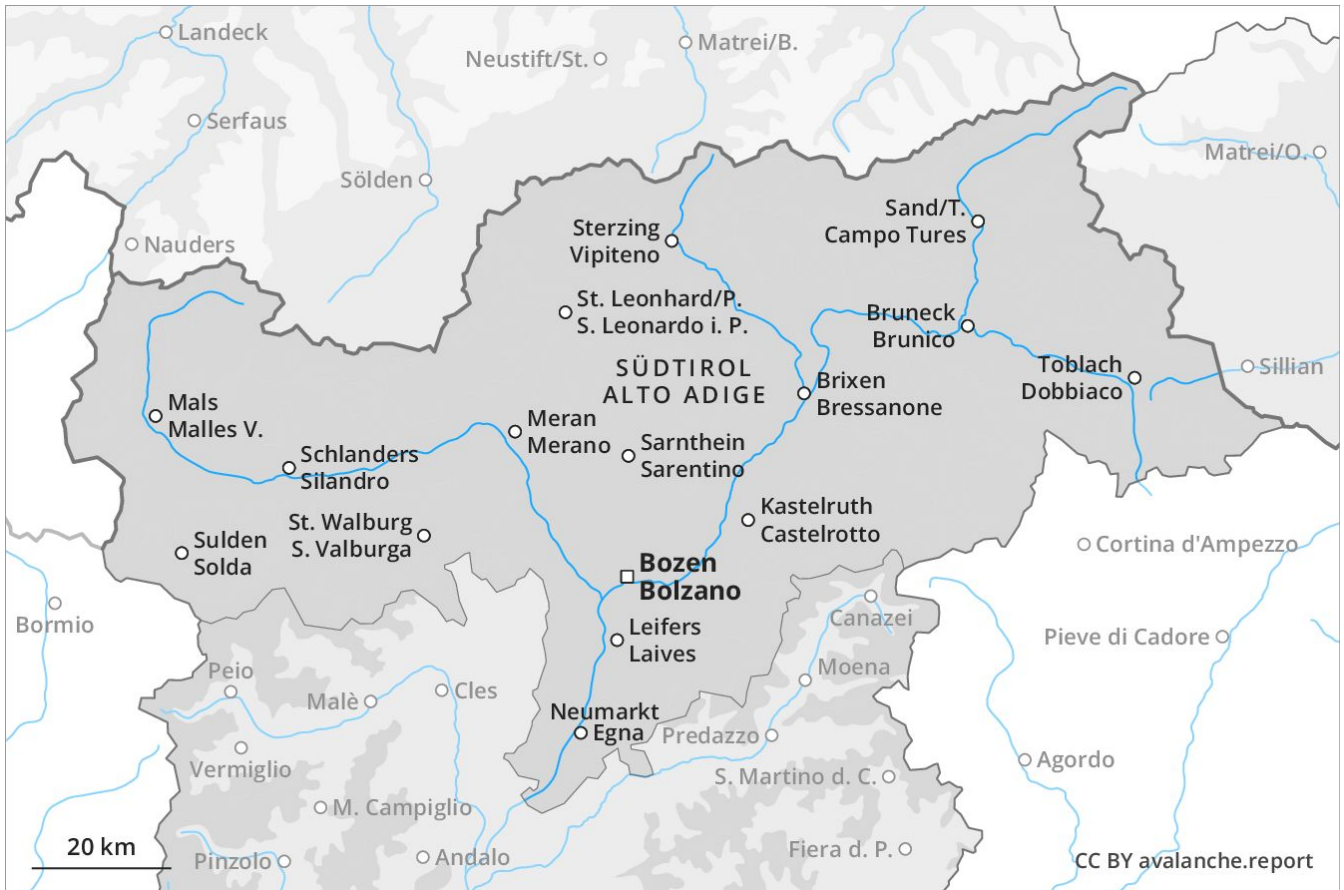 Landeck
Neustift/St.
Matrei/B.
Serfaus
Matrei/O.
Sölden
Sand/T.
Campo Tures
Sterzing
Vipiteno
Nauders
St. Leonhard/P.
S. Leonardo i. P.
Bruneck
Brunico
SÜDTIROL
ALTO ADIGE
Toblach
Dobbiaco
Sillian
Brixen
Bressanone
Mals
Malles V.
Meran
Merano
Sarnthein
Sarentino
Schlanders
Silandro
Kastelruth
Castelrotto
St. Walburg
S. Valburga
Sulden
Solda
Cortina d'Ampezzo
Bozen
Bolzano
Bormio
Canazei
Leifers
Laives
Pieve di Cadore
Peio
Moena
Malè
Cles
Neumarkt
Egna
Predazzo
Vermiglio
Agordo
S. Martino d. C.
M. Campiglio
20 km
Pinzolo
Andalo
Fiera d. P.
CC BY avalanche.report